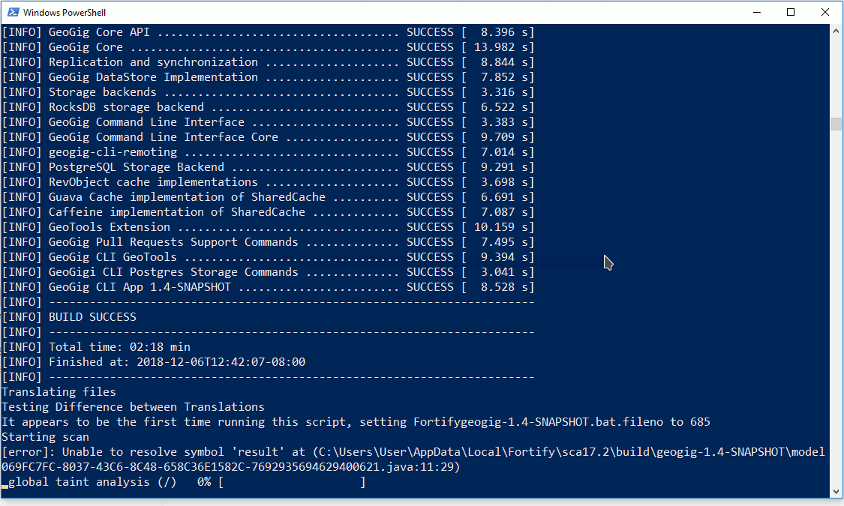 Windows PowerShell
[INFO] GeoGig Core API ..................................... SUCCESS [  8.396 s]
[INFO] GeoGig Core ......................................... SUCCESS [ 13.982 s]
[INFO] Replication and synchronization ..................... SUCCESS [  8.844 s]
[INFO] GeoGig DataStore Implementation ..................... SUCCESS [  7.852 s]
[INFO] Storage backends .................................... SUCCESS [  3.316 s]
[INFO] RocksDB storage backend ............................. SUCCESS [  6.522 s]
[INFO] GeoGig Command Line Interface ....................... SUCCESS [  3.383 s]
[INFO] GeoGig Command Line Interface Core .................. SUCCESS [  9.709 s]
[INFO] geogig-cli-remoting ................................. SUCCESS [  7.014 s]
[INFO] PostgreSQL Storage Backend .......................... SUCCESS [  9.291 s]
[INFO] RevObject cache implementations ..................... SUCCESS [  3.698 s]
[INFO] Guava Cache implementation of SharedCache ........... SUCCESS [  6.691 s]
[INFO] Caffeine implementation of SharedCache .............. SUCCESS [  7.087 s]
[INFO] GeoTools Extension .................................. SUCCESS [ 10.159 s]
[INFO] GeoGig Pull Requests Support Commands ............... SUCCESS [  7.495 s]
[INFO] GeoGig CLI GeoTools ................................. SUCCESS [  9.394 s]
[INFO] GeoGigi CLI Postgres Storage Commands ............... SUCCESS [  3.041 s]
[INFO] GeoGig CLI App 1.4-SNAPSHOT ......................... SUCCESS [  8.528 s]
[INFO] ------------------------------------------------------------------------
[INFO] BUILD SUCCESS
[INFO] ------------------------------------------------------------------------
[INFO] Total time: 02:18 min
[INFO] Finished at: 2018-12-06T12:42:07-08:00
[INFO] ------------------------------------------------------------------------
Translating files
Testing Difference between Translations
It appears to be the first time running this script, setting Fortifygeogig-1.4-SNAPSHOT.bat.fileno to 685
Starting scan
[error]: Unable to resolve symbol 'result' at (C:\Users\User\AppData\Local\Fortify\sca17.2\build\geogig-1.4-SNAPSHOT\model
069FC7FC-8037-43C6-8C48-658C36E1582C-7692935694629400621.java:11:29)
global taint analysis (/)   0% [                    ]